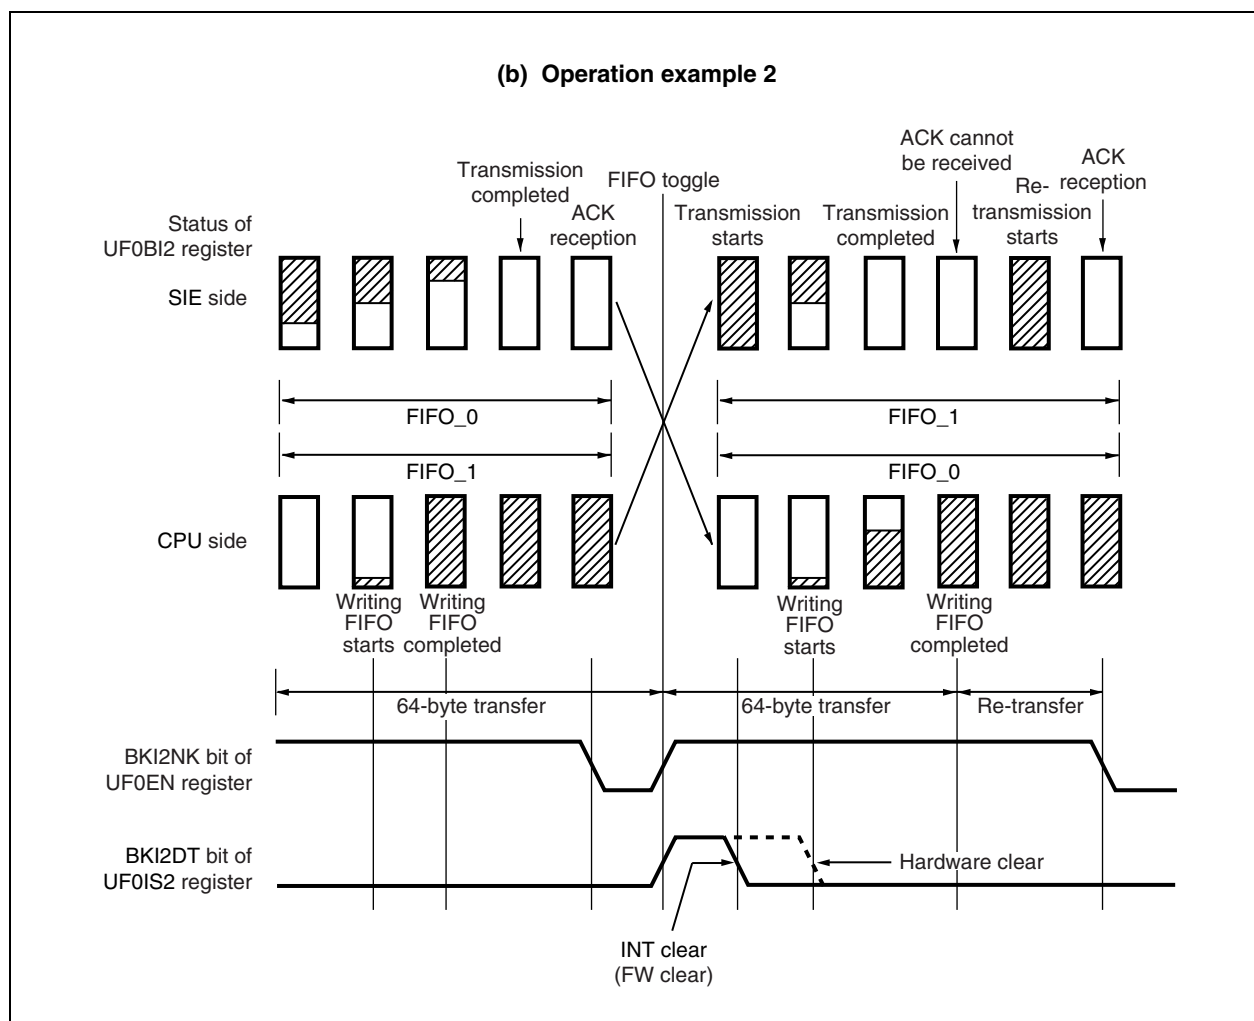 (b) Operation example 2
ACK cannot
be received
ACK
reception
Transmission
completed
FIFO toggle
Re-
transmission
starts
Status of
UF0BI2 register
ACK
reception
Transmission
starts
Transmission
completed
SIE side
FIFO_0
FIFO_1
FIFO_1
FIFO_0
CPU side
Writing
FIFO
starts
Writing
FIFO
completed
Writing
FIFO
starts
Writing
FIFO
completed
64-byte transfer
64-byte transfer
Re-transfer
BKI2NK bit of
UF0EN register
BKI2DT bit of
UF0IS2 register
Hardware clear
INT clear
(FW clear)